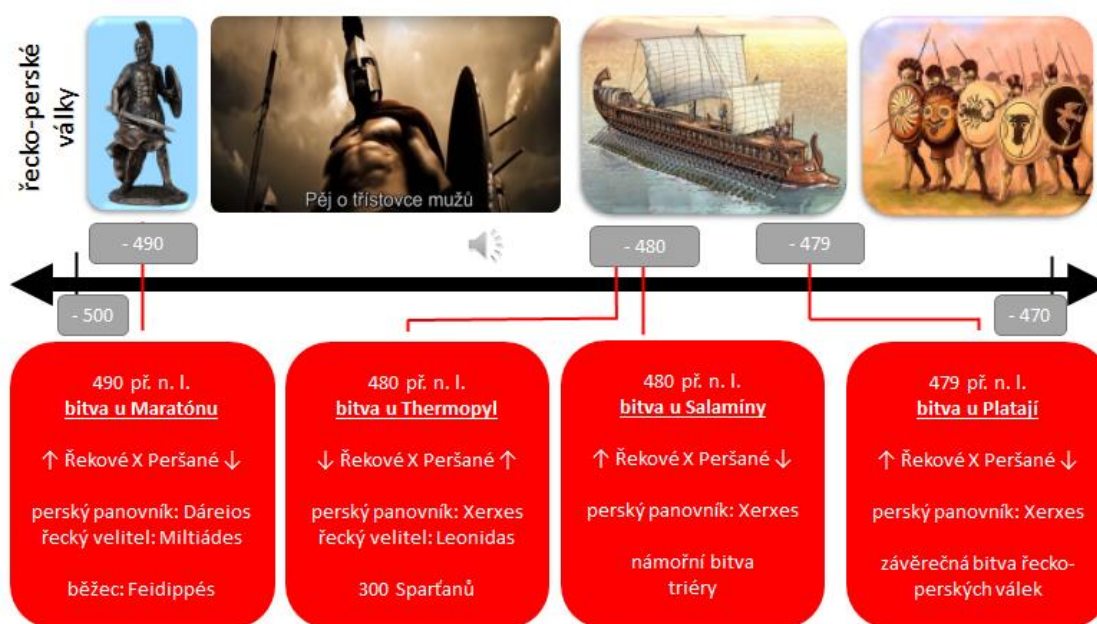 řecko-perské
války
Pěj o třístovce mužů
- 490
- 480
- 479
- 500
- 470
490 př. n. l.
bitva u Maratónu
↑ Řekové X Peršané ↓
perský panovník: Dáreios
řecký velitel: Miltiádes
běžec: Feidippés
480 př. n. l.
bitva u Thermopyl
↓ Řekové X Peršané ↑
perský panovník: Xerxes
řecký velitel: Leonidas
300 Sparťanů
480 př. n. l.
bitva u Salamíny
↑ Řekové X Peršané ↓
perský panovník: Xerxes
námořní bitva
triéry
479 př. n. l.
bitva u Platají
↑ Řekové X Peršané ↓
perský panovník: Xerxes
závěrečná bitva řecko-
perských válek